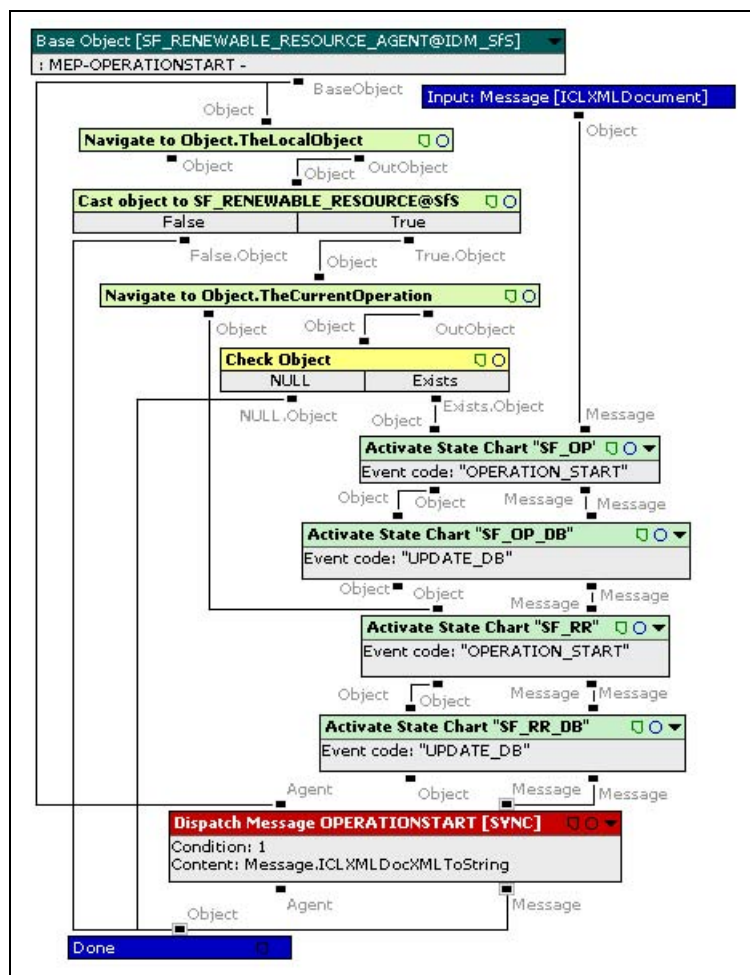 Base Object [SF_RENEWABLE_RESOURCE_AGENT@IDM_SfS]
: MEP-OPERATIONSTART -
BaseObject
Input: Message [ICLXMLDocument]
Object
Object
Navigate to Object.TheLocalObject
Object
Object
OutObject
Cast object to SF_RENEWABLE_RESOURCE@SfS
False
True
False.Object
Object
True.Object
Navigate to Object.TheCurrentOperation
Object
Object
OutObject
Check Object
NULL
Exists
NULL.Object
Object
Exists.Object
Message
Activate State Chart "SF_OP"
Event code: "OPERATION_START"
Object
Object
Message
Message
Activate State Chart "SF_OP_DB"
Event code: "UPDATE_DB"
Object
Object
Message
Message
Activate State Chart "SF_RR"
Event code: "OPERATION_START"
Object
Object
Message
Message
Activate State Chart "SF_RR_DB"
Event code: "UPDATE_DB"
Agent
Object
Message
Message
Dispatch Message OPERATIONSTART [SYNC]
Condition: 1
Content: Message.ICLXMLDocXMLToString
Agent
Message
Object
Done